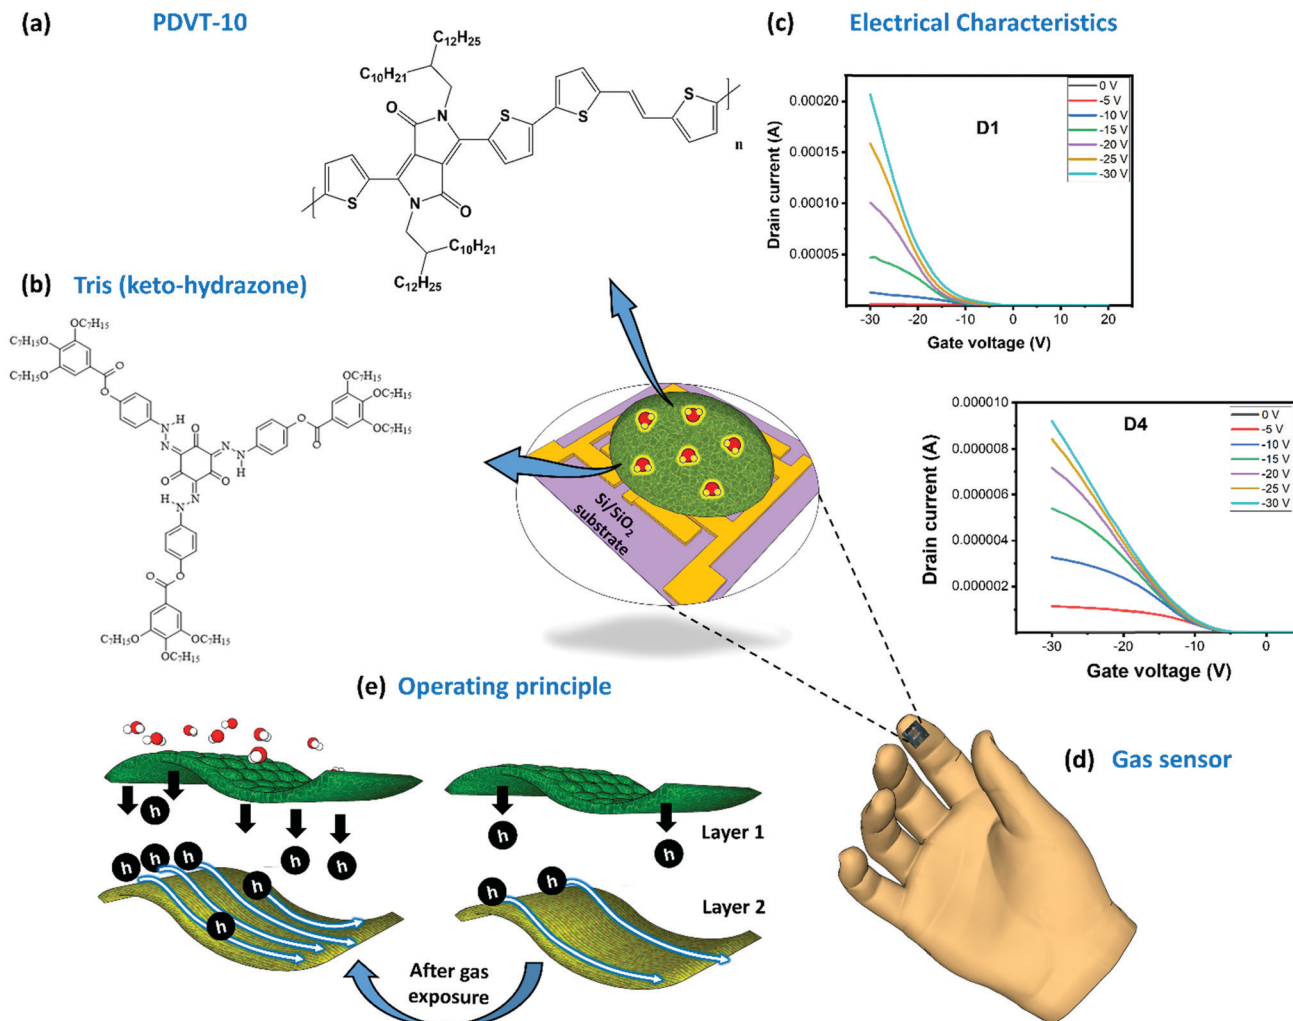 (a) PDVT-10
C12H25
C10H21
O
N
S
S
S
S
N
O
n
C10H21
C12H25
(b) Tris (keto-hydrazone)
OC7H15
C7H15O
C7H15O
O
O
N
H
N
O
O
O
N
N
H
O
O
OC7H15
OC7H15
OC7H15
N
H
N
O
O
C7H15O
OC7H15
OC7H15
(c) Electrical Characteristics
D1
0 V
-5 V
-10 V
-15 V
-20 V
-25 V
-30 V
Drain current (A)
0.00020
0.00015
0.00010
0.00005
-30 -20 -10 0 10 20
Gate voltage (V)
D4
0 V
-5 V
-10 V
-15 V
-20 V
-25 V
-30 V
Drain current (A)
0.000010
0.000008
0.000006
0.000004
0.000002
-30 -20 -10 0
Gate voltage (V)
Si/SiO2
substrate
(d) Gas sensor
(e) Operating principle
h
h
h
h
h
Layer 1
h
h
h
h
h
h
h
h
Layer 2
After gas
exposure